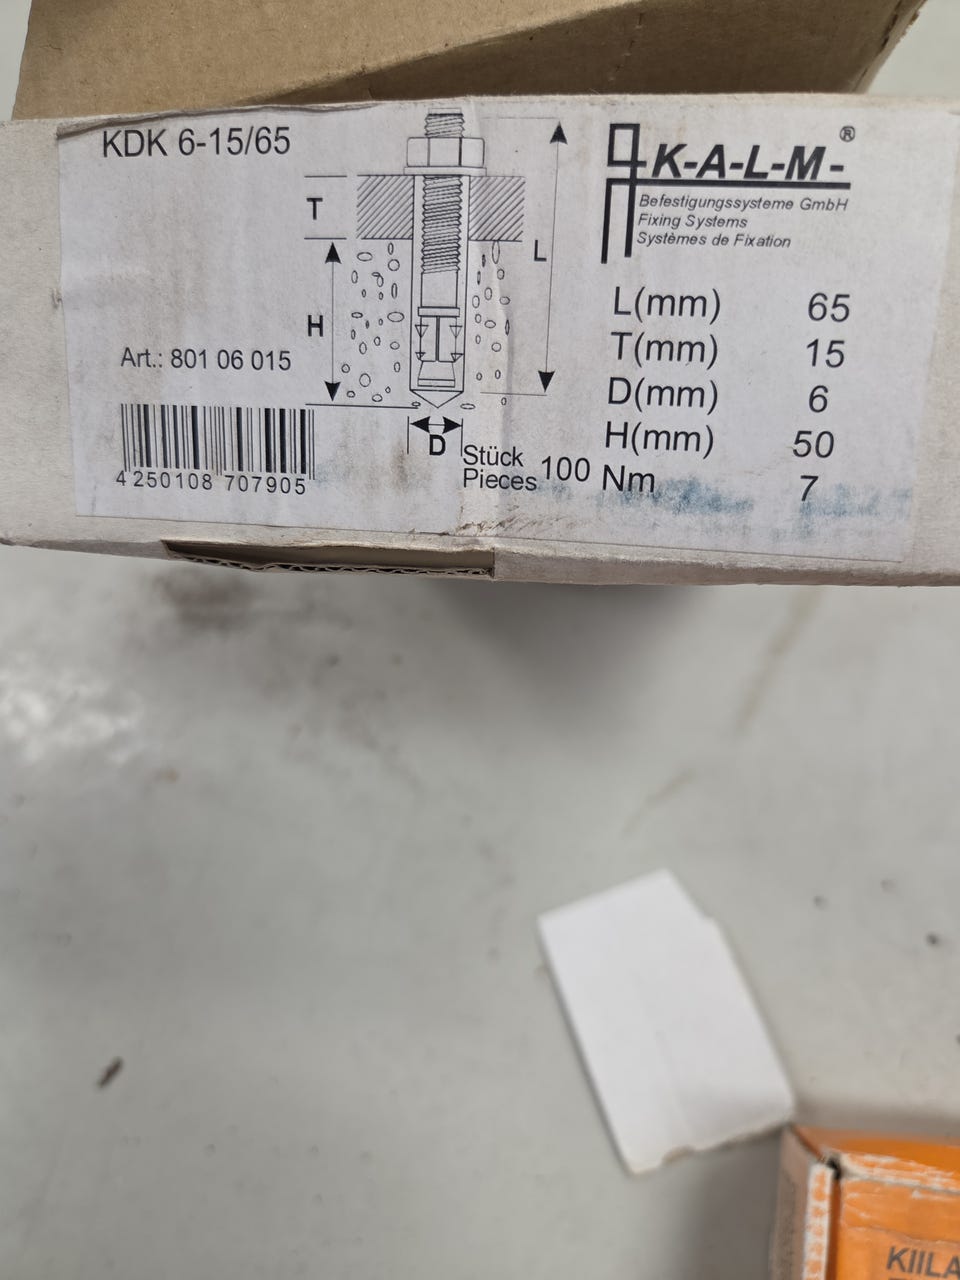 KDK 6-15/65
T
H
L
D
Art.: 801 06 015
4 250108 707905
Stück
Pieces 100
K-A-L-M-®
Befestigungssysteme GmbH
Fixing Systems
Systèmes de Fixation
L(mm) 65
T(mm) 15
D(mm) 6
H(mm) 50
Nm 7
KIILA